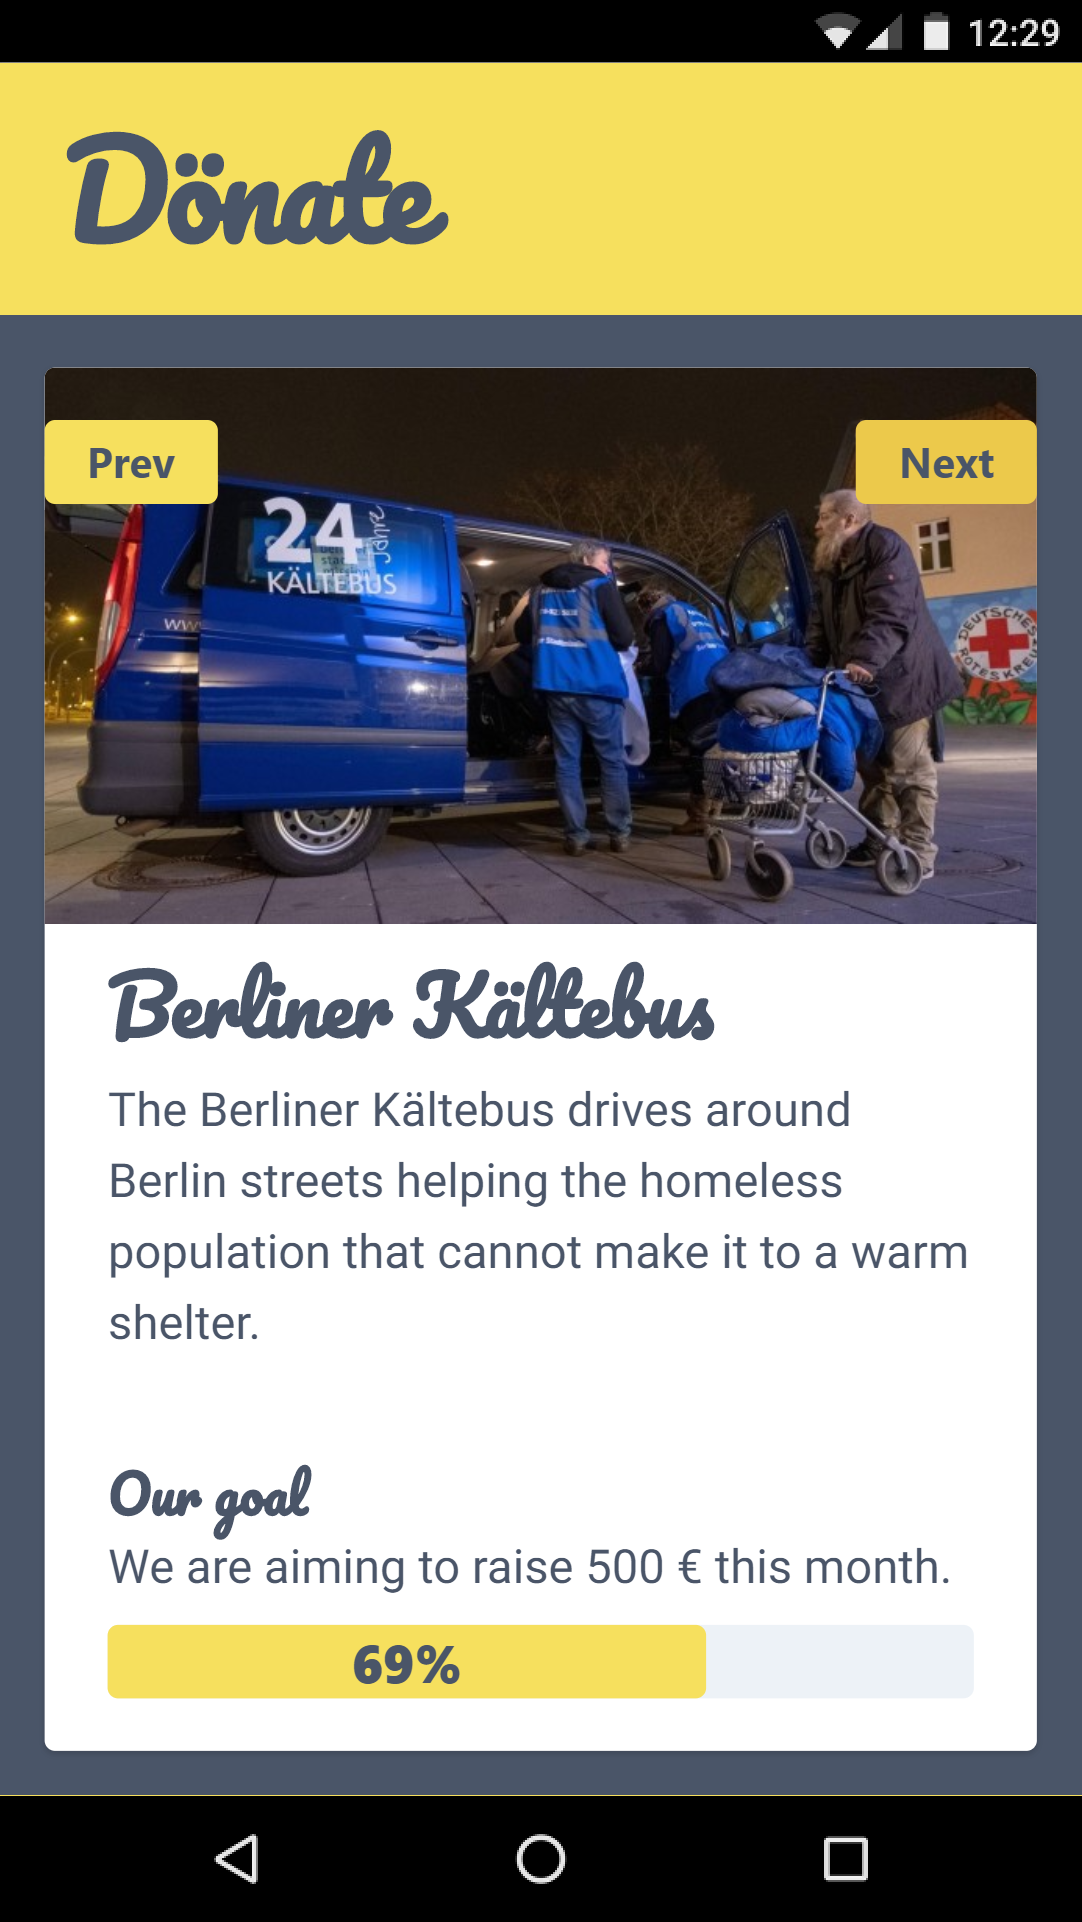 12:29
Dönate
Prev
Next
24
Jahre
KÄLTEBUS
www
DEUTSCHES
ROTES KREU
Berliner Kältebus
The Berliner Kältebus drives around
Berlin streets helping the homeless
population that cannot make it to a warm
shelter.
Our goal
We are aiming to raise 500 € this month.
69%